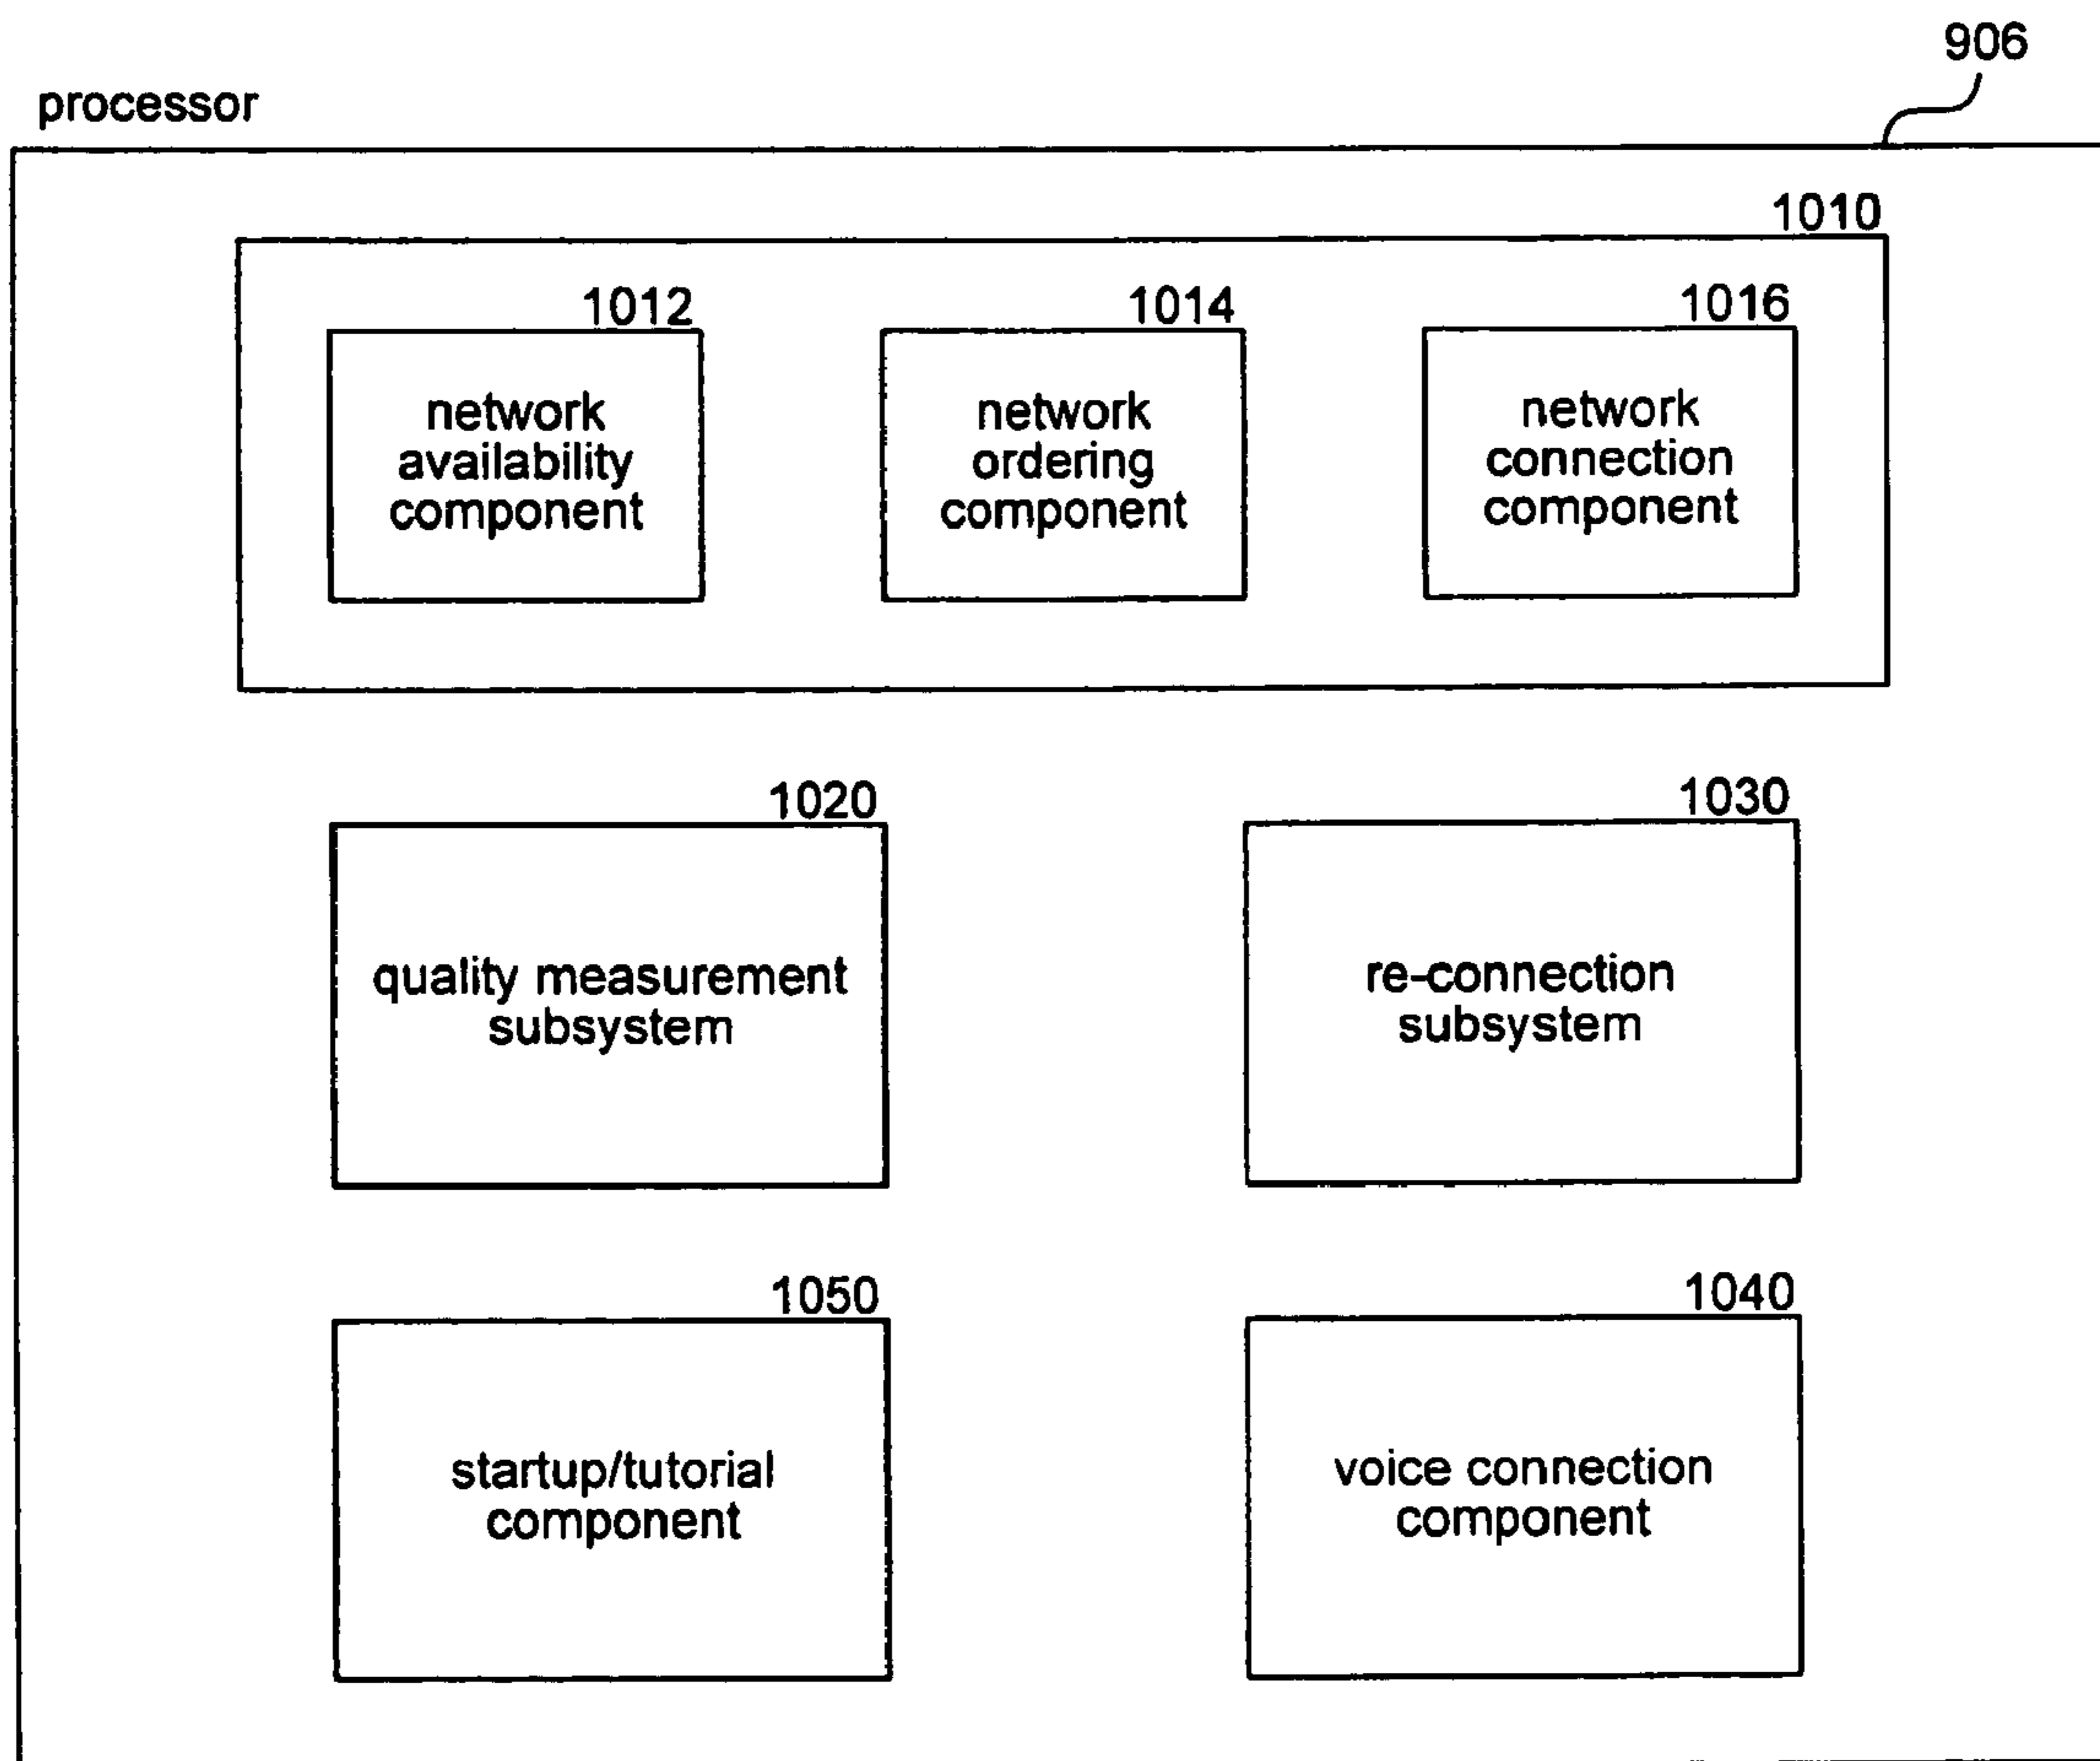 906
processor
1010
1012
1014
1016
network
availability
component
network
ordering
component
network
connection
component
1020
1030
quality measurement
subsystem
re-connection
subsystem
1050
1040
startup/tutorial
component
voice connection
component